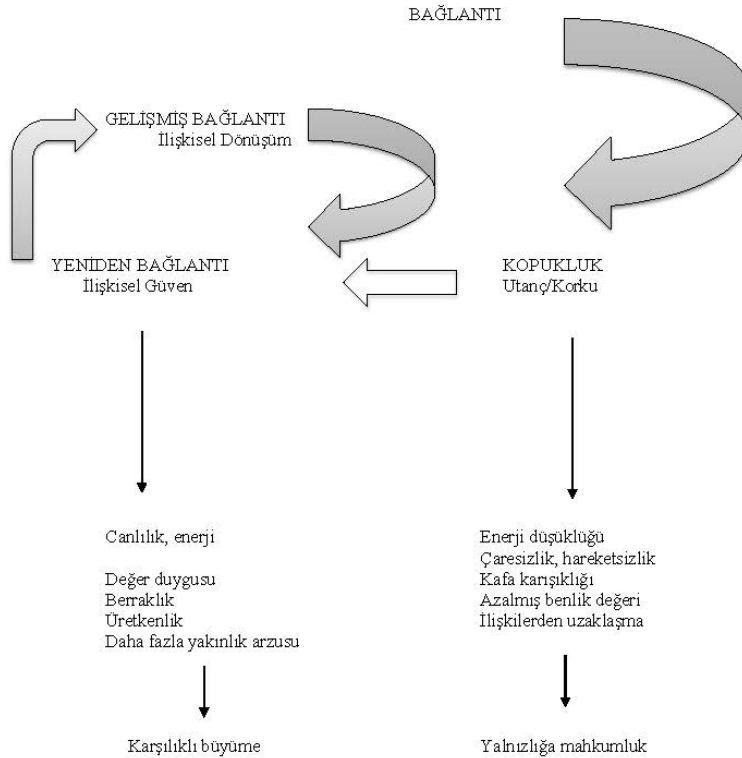 BAĞLANTI
GELİŞMİŞ BAĞLANTI
İlişkisel Dönüşüm
YENİDEN BAĞLANTI
İlişkisel Güven
KOPUKLUK
Utanç/Korku
Canlılık, enerji
Değer duygusu
Berraklık
Üretkenlik
Daha fazla yakınlık arzusu
Enerji düşüklüğü
Çaresizlik, hareketsizlik
Kafa karışıklığı
Azalmış benlik değeri
İlişkilerden uzaklaşma
Karşılıklı büyüme
Yalnızlığa mahkumluk